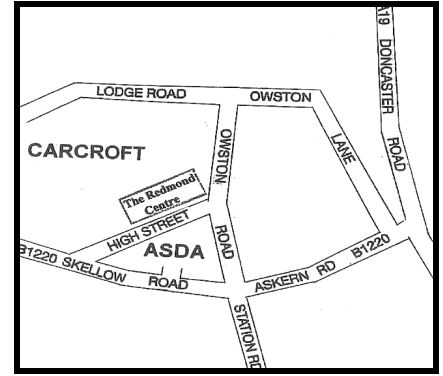 A19 DONCASTER ROAD
LODGE ROAD
OWSTON LANE
OWSTON ROAD
CARCROFT
The Redmond
Centre
HIGH STREET
ASDA
B1220 SKELLOW ROAD
ASKERN RD B1220
STATION RD